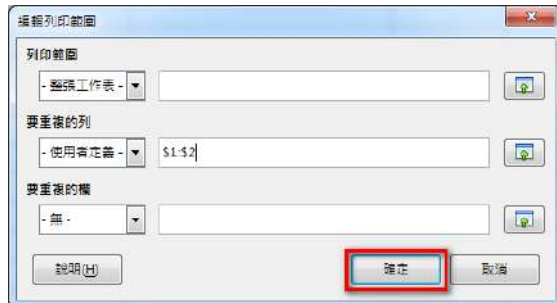 編輯列印範圍
列印範圍
- 整張工作表 -
要重複的列
- 使用者定義 - $1:$2
要重複的欄
- 無 -
說明(H) 確定 取消